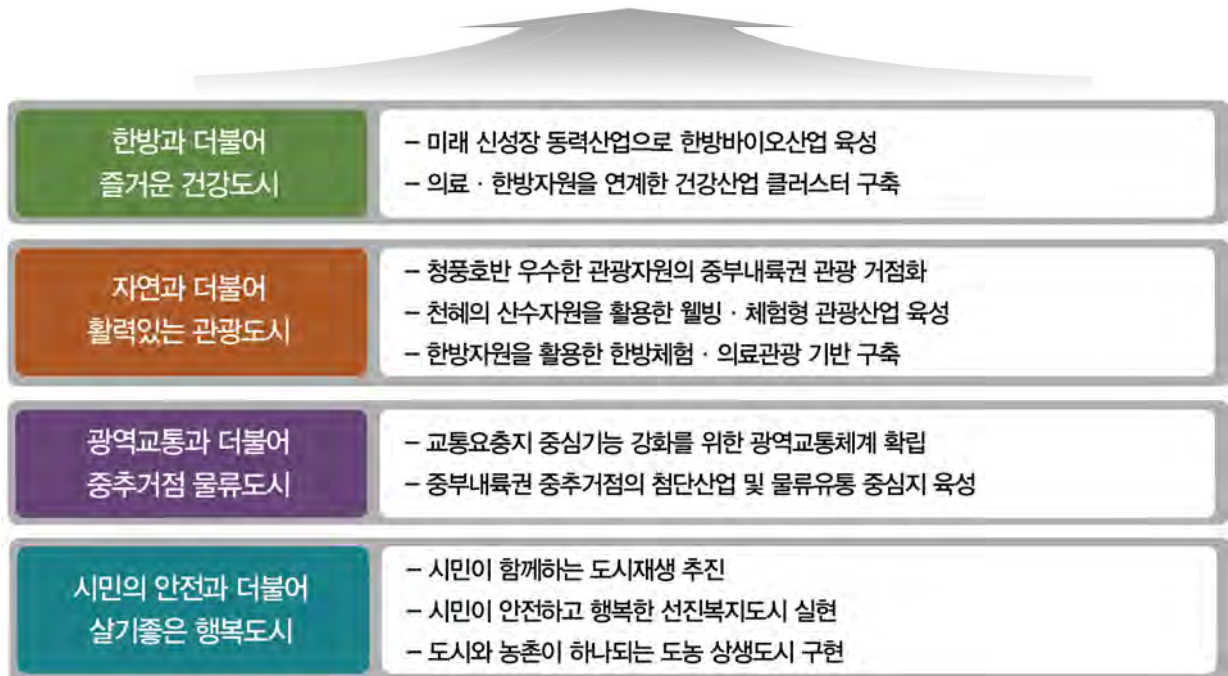 한방과 더불어
즐거운 건강도시
– 미래 신성장 동력산업으로 한방바이오산업 육성
– 의료 · 한방자원을 연계한 건강산업 클러스터 구축
자연과 더불어
활력있는 관광도시
– 청풍호반 우수한 관광자원의 중부내륙권 관광 거점화
– 천혜의 산수자원을 활용한 웰빙 · 체험형 관광산업 육성
– 한방자원을 활용한 한방체험 · 의료관광 기반 구축
광역교통과 더불어
중추거점 물류도시
– 교통요충지 중심기능 강화를 위한 광역교통체계 확립
– 중부내륙권 중추거점의 첨단산업 및 물류유통 중심지 육성
시민의 안전과 더불어
살기좋은 행복도시
– 시민이 함께하는 도시재생 추진
– 시민이 안전하고 행복한 선진복지도시 실현
– 도시와 농촌이 하나되는 도농 상생도시 구현